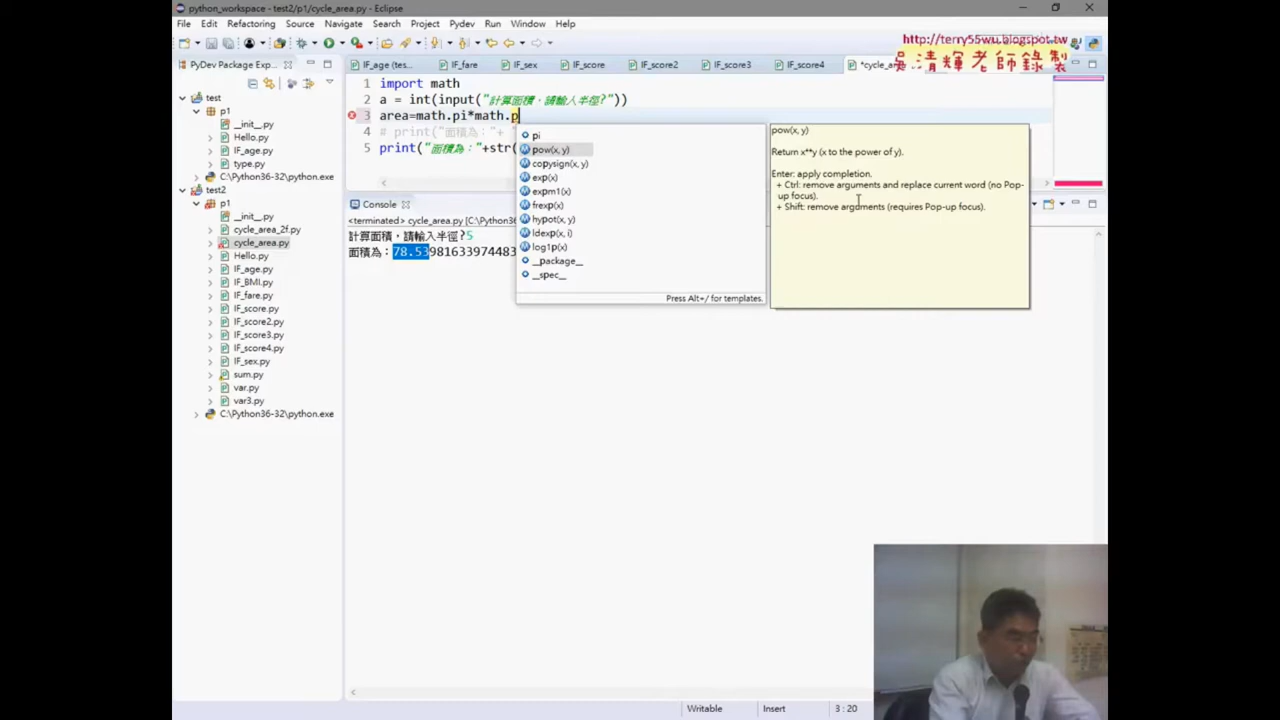 python_workspace - test2/p1/cycle_area.py - Eclipse
File Edit Refactoring Source Navigate Search Project Pydev Run Window Help
http://terry55wu.blogspot.tw
吳清輝老師錄製
PyDev Package Exp...
IF_age (tes...
IF_fare
IF_sex
IF_score
IF_score2
IF_score3
IF_score4
*cycle_are
test
p1
__init__.py
Hello.py
IF_age.py
type.py
C:\Python36-32\python.exe
test2
p1
__init__.py
cycle_area_2f.py
cycle_area.py
Hello.py
IF_age.py
IF_BMI.py
IF_fare.py
IF_score.py
IF_score2.py
IF_score3.py
IF_score4.py
IF_sex.py
sum.py
var.py
var3.py
C:\Python36-32\python.exe
1 import math
2 a = int(input("計算面積，請輸入半徑?"))
3 area=math.pi*math.p
4 # print("面積為："+
5 print("面積為："+str(
pi
pow(x, y)
copysign(x, y)
exp(x)
expm1(x)
frexp(x)
hypot(x, y)
ldexp(x, i)
log1p(x)
__package__
__spec__
Press Alt+/ for templates.
pow(x, y)
Return x**y (x to the power of y).
Enter: apply completion.
+ Ctrl: remove arguments and replace current word (no Pop-
up focus).
+ Shift: remove arguments (requires Pop-up focus).
Console
<terminated> cycle_area.py [C:\Python36-32
計算面積，請輸入半徑?5
面積為：78.53981633974483
Writable Insert 3 : 20